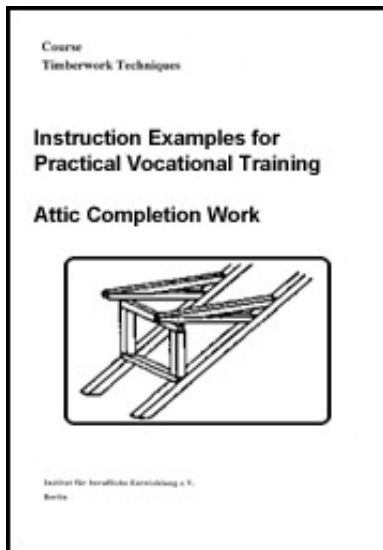 Course
Timberwork Techniques
Instruction Examples for
Practical Vocational Training
Attic Completion Work
Institut für berufliche Entwicklung e.V.
Berlin